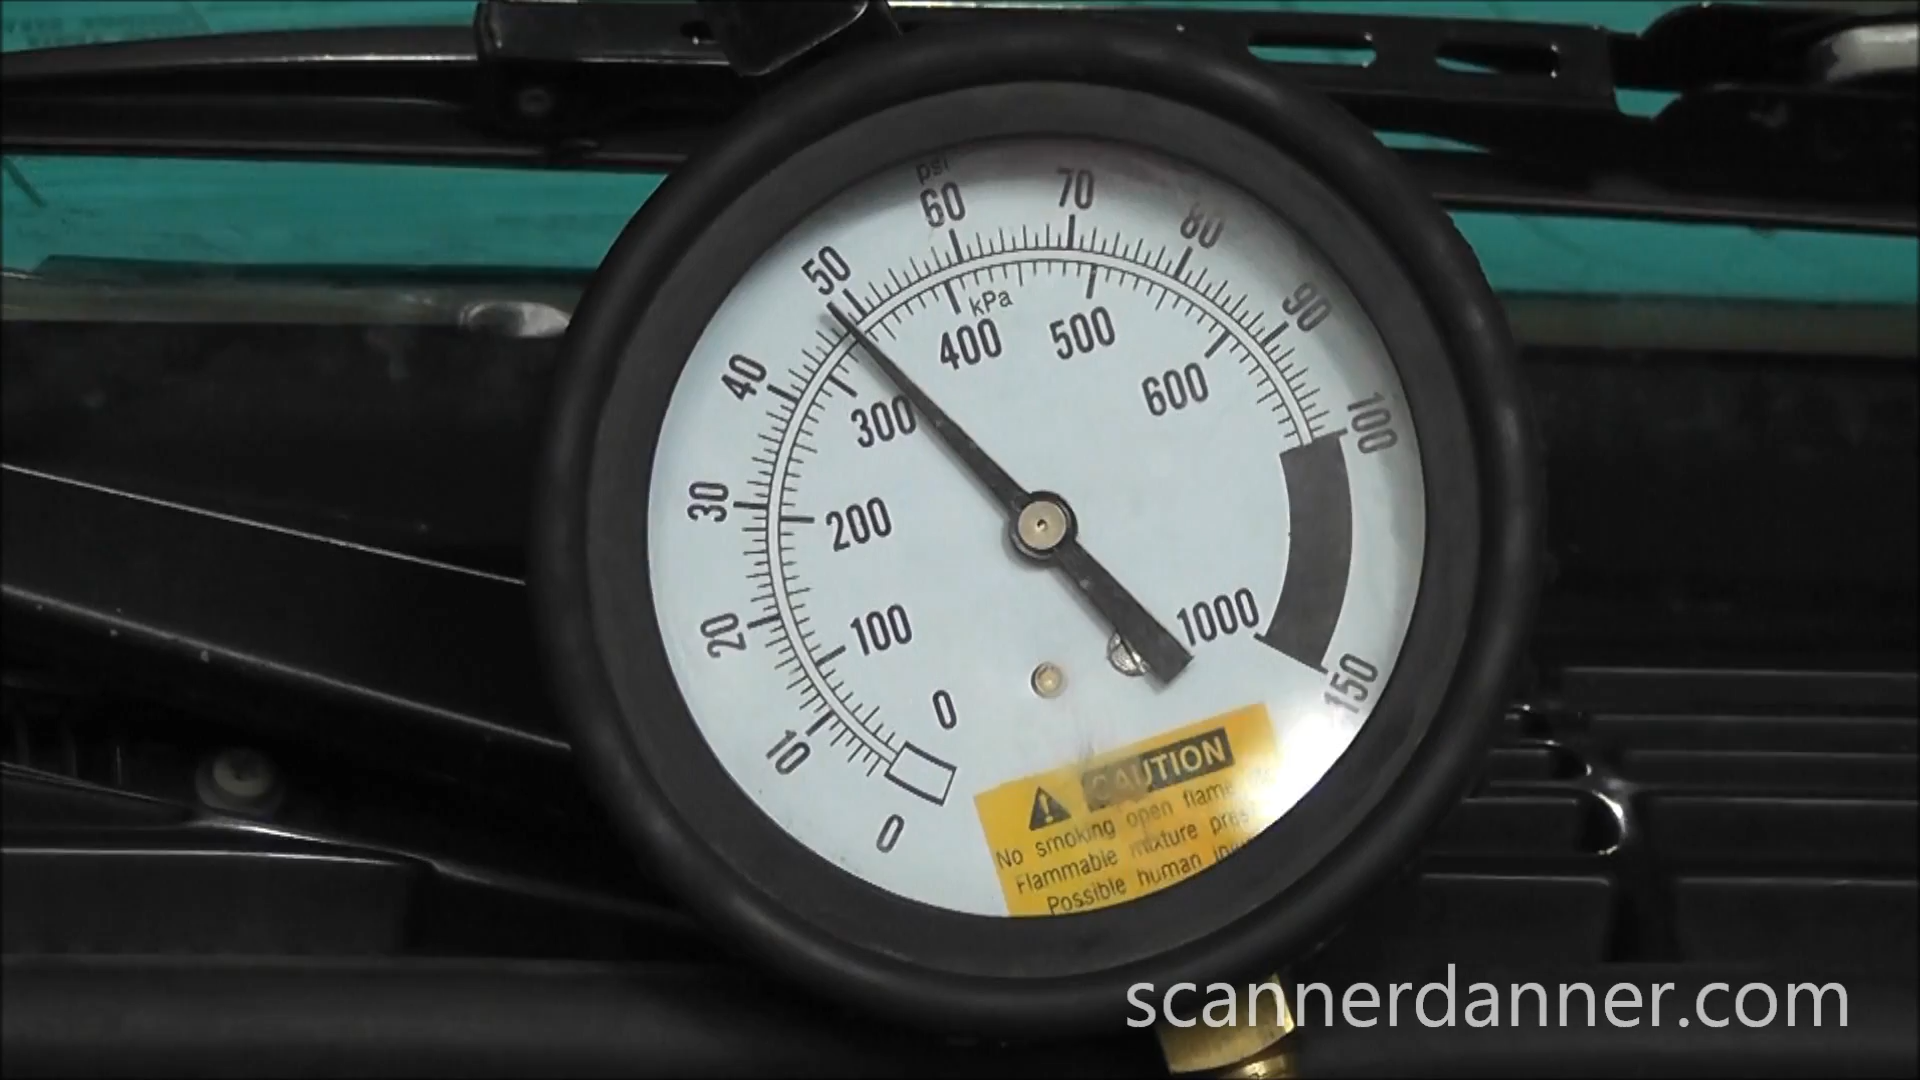 psi
0
10
20
30
40
50
60
70
80
90
100
150
kPa
0
100
200
300
400
500
600
1000
CAUTION
No smoking open flame
Flammable mixture
Possible human
scannerdanner.com